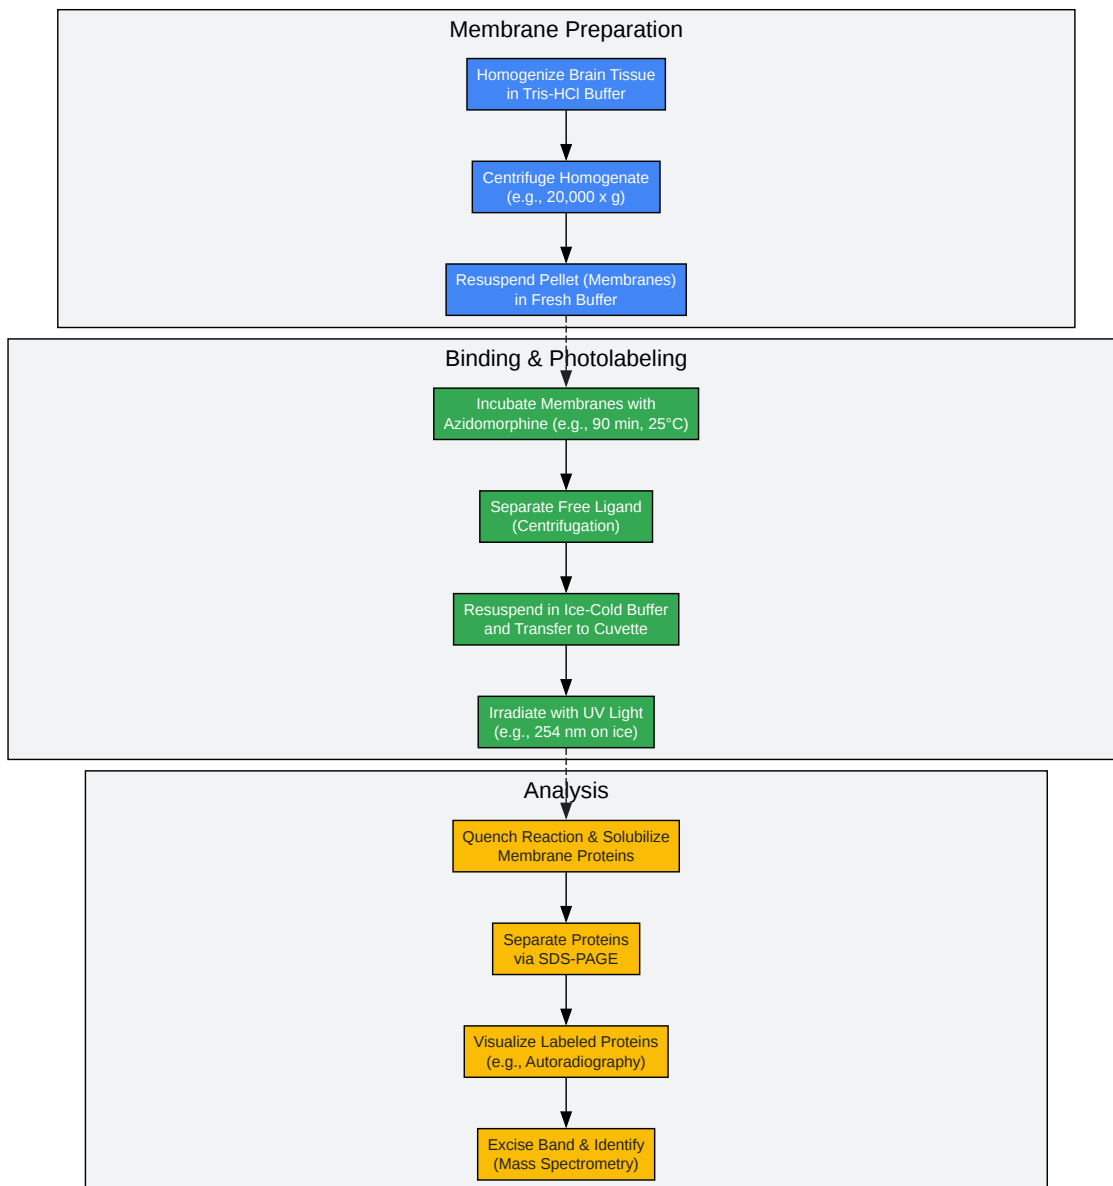 Membrane Preparation
Homogenize Brain Tissue
in Tris-HCl Buffer
Centrifuge Homogenate
(e.g., 20,000 x g)
Resuspend Pellet (Membranes)
in Fresh Buffer
Binding & Photolabeling
Incubate Membranes with
Azidomorphine (e.g., 90 min, 25°C)
Separate Free Ligand
(Centrifugation)
Resuspend in Ice-Cold Buffer
and Transfer to Cuvette
Irradiate with UV Light
(e.g., 254 nm on ice)
Analysis
Quench Reaction & Solubilize
Membrane Proteins
Separate Proteins
via SDS-PAGE
Visualize Labeled Proteins
(e.g., Autoradiography)
Excise Band & Identify
(Mass Spectrometry)